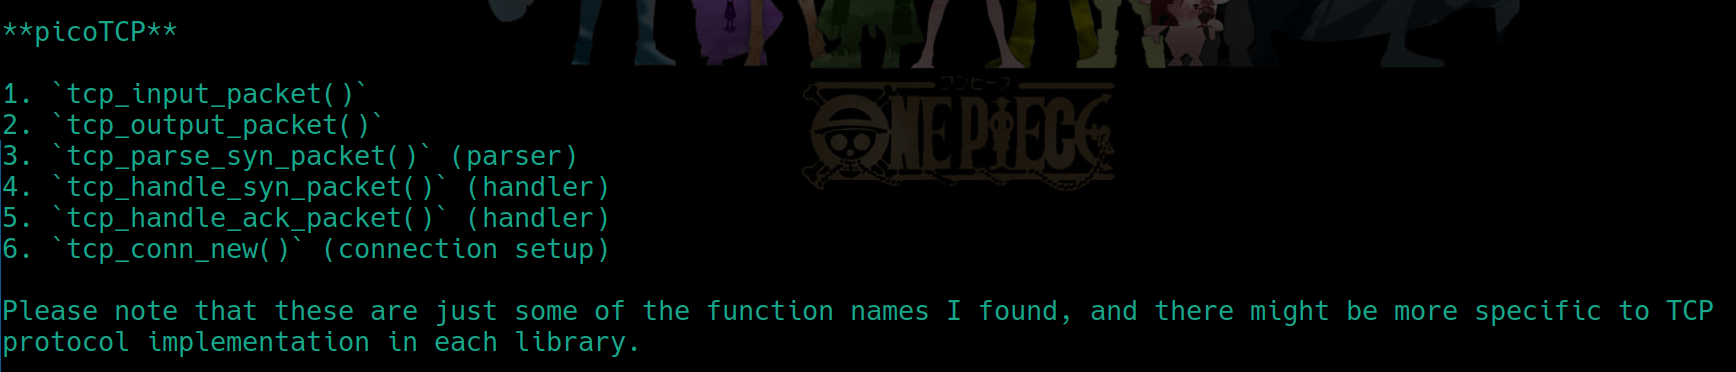 **picoTCP**
ワンピース
1. `tcp_input_packet()`
2. `tcp_output_packet()`
ONE PIECE
3. `tcp_parse_syn_packet()` (parser)
4. `tcp_handle_syn_packet()` (handler)
5. `tcp_handle_ack_packet()` (handler)
6. `tcp_conn_new()` (connection setup)
Please note that these are just some of the function names I found, and there might be more specific to TCP
protocol implementation in each library.